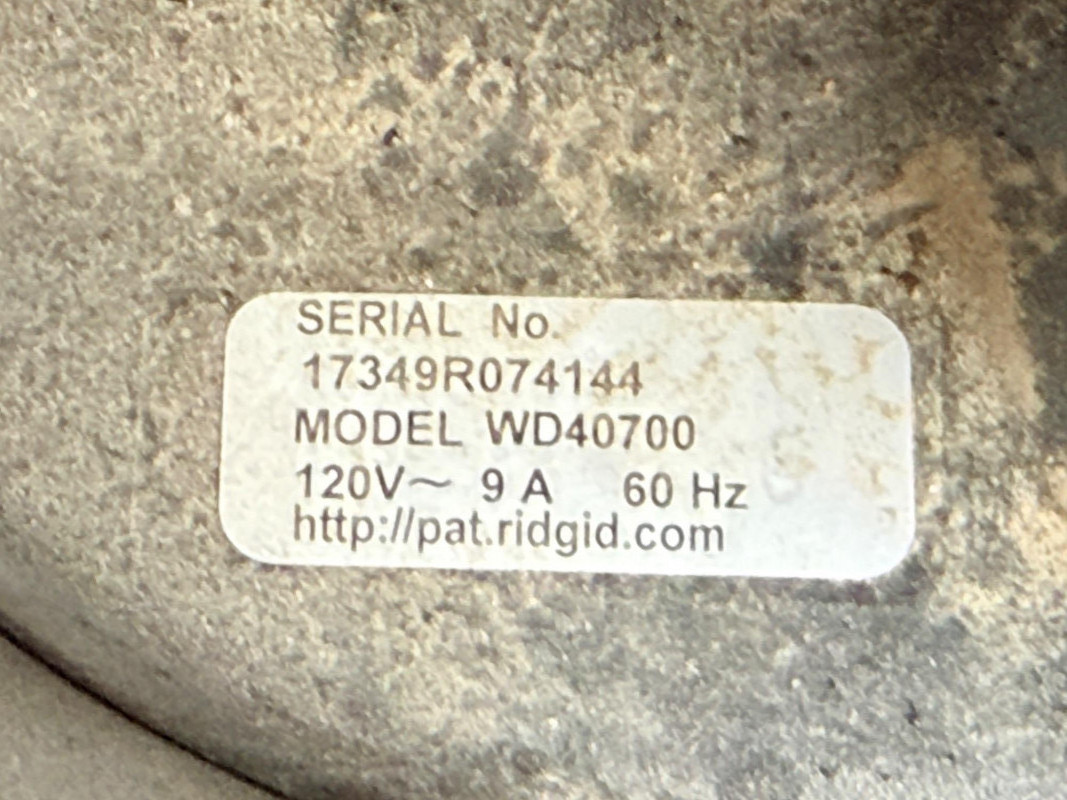 SERIAL No.
17349R074144
MODEL WD40700
120V~ 9 A 60 Hz
http://pat.ridgid.com